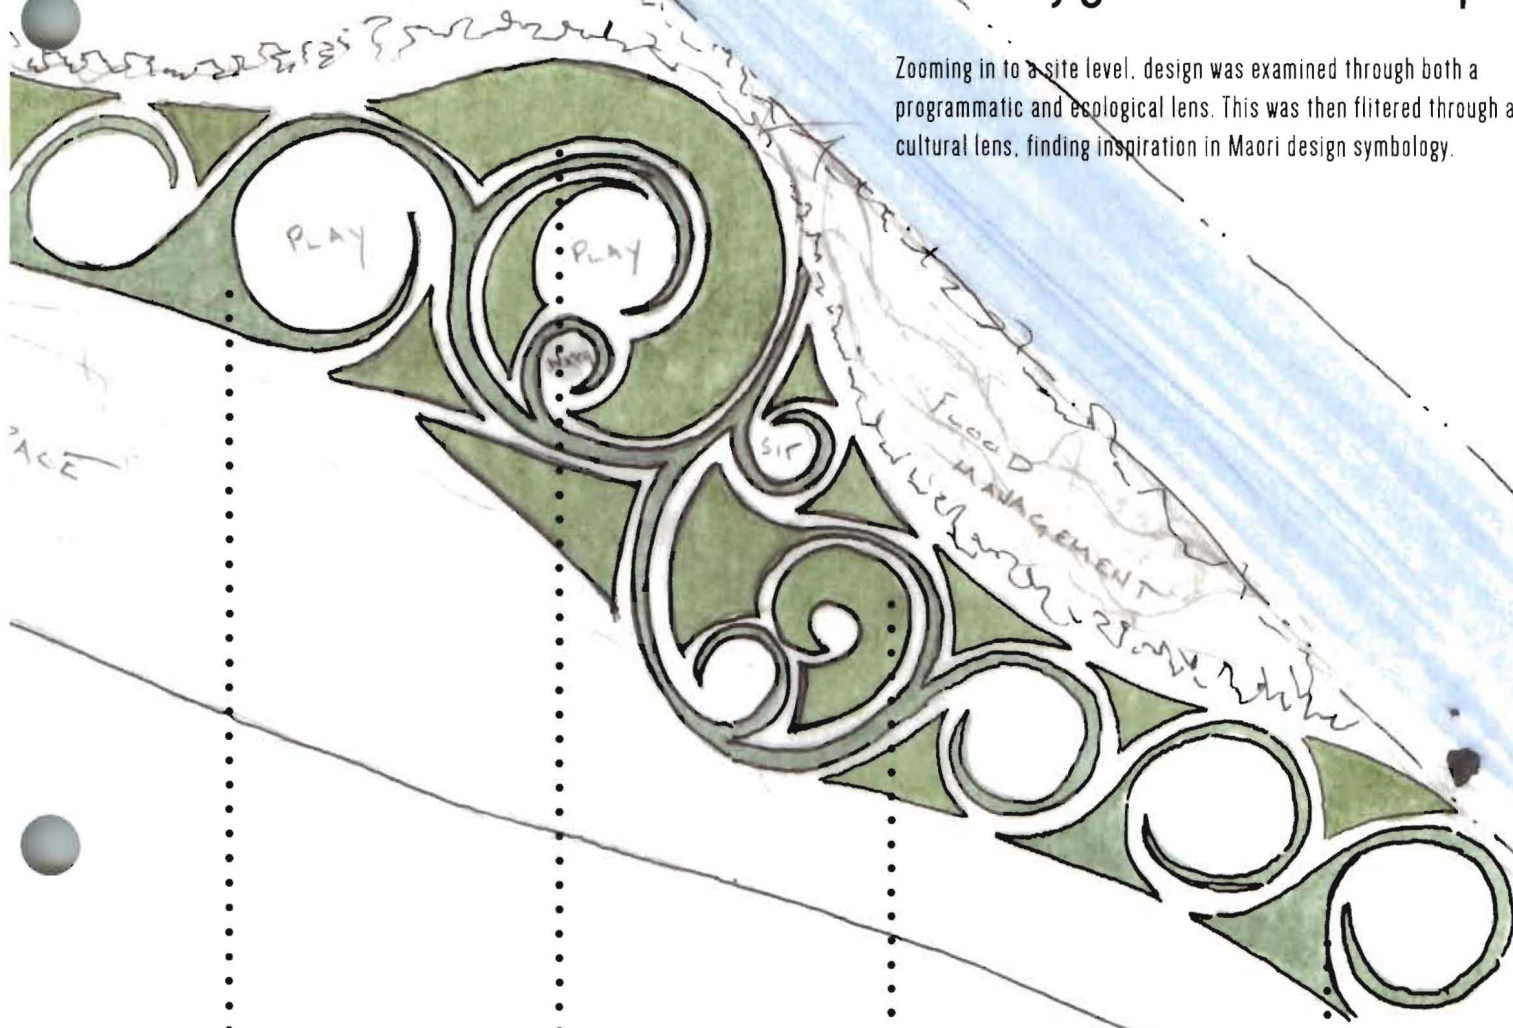 Zooming in to a site level, design was examined through both a
programmatic and ecological lens. This was then flitered through a
cultural lens, finding inspiration in Maori design symbology.
PLAY
PLAY
WATER
SIT
FLOOD
MANAGEMENT